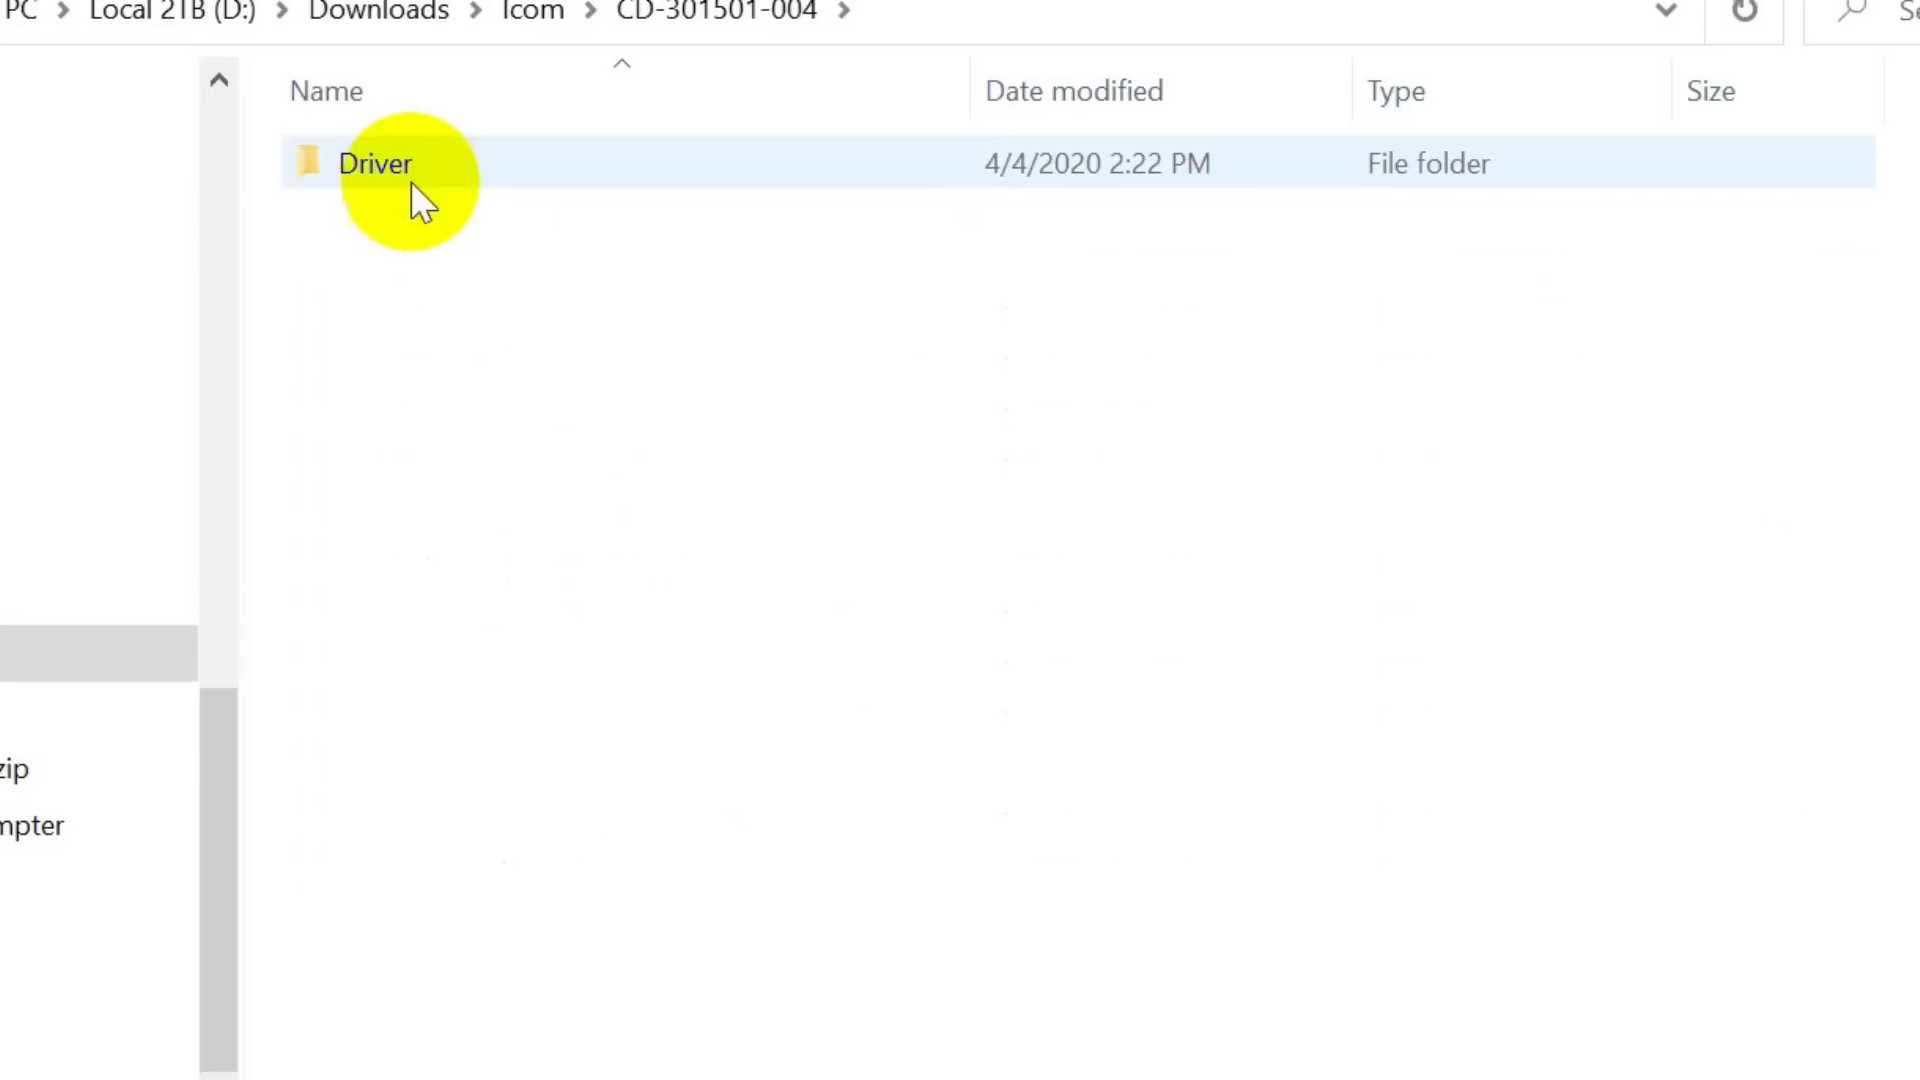 PC > Local 2TB (D:) > Downloads > Icom > CD-301501-004 >
Name Date modified Type Size
Driver 4/4/2020 2:22 PM File folder
zip
mpter